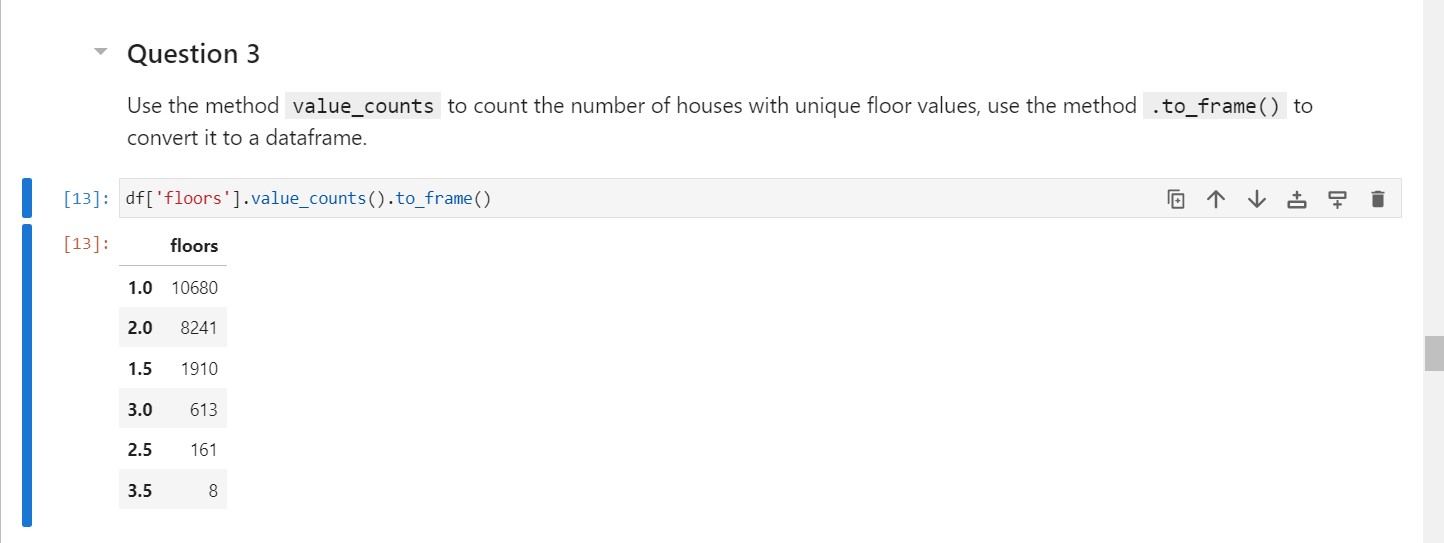 Question 3
Use the method value_counts to count the number of houses with unique floor values, use the method .to_frame() to
convert it to a dataframe.
[13]: df['floors'].value_counts().to_frame()
[13]: floors
1.0 10680
2.0 8241
1.5 1910
3.0 613
2.5 161
3.5 8